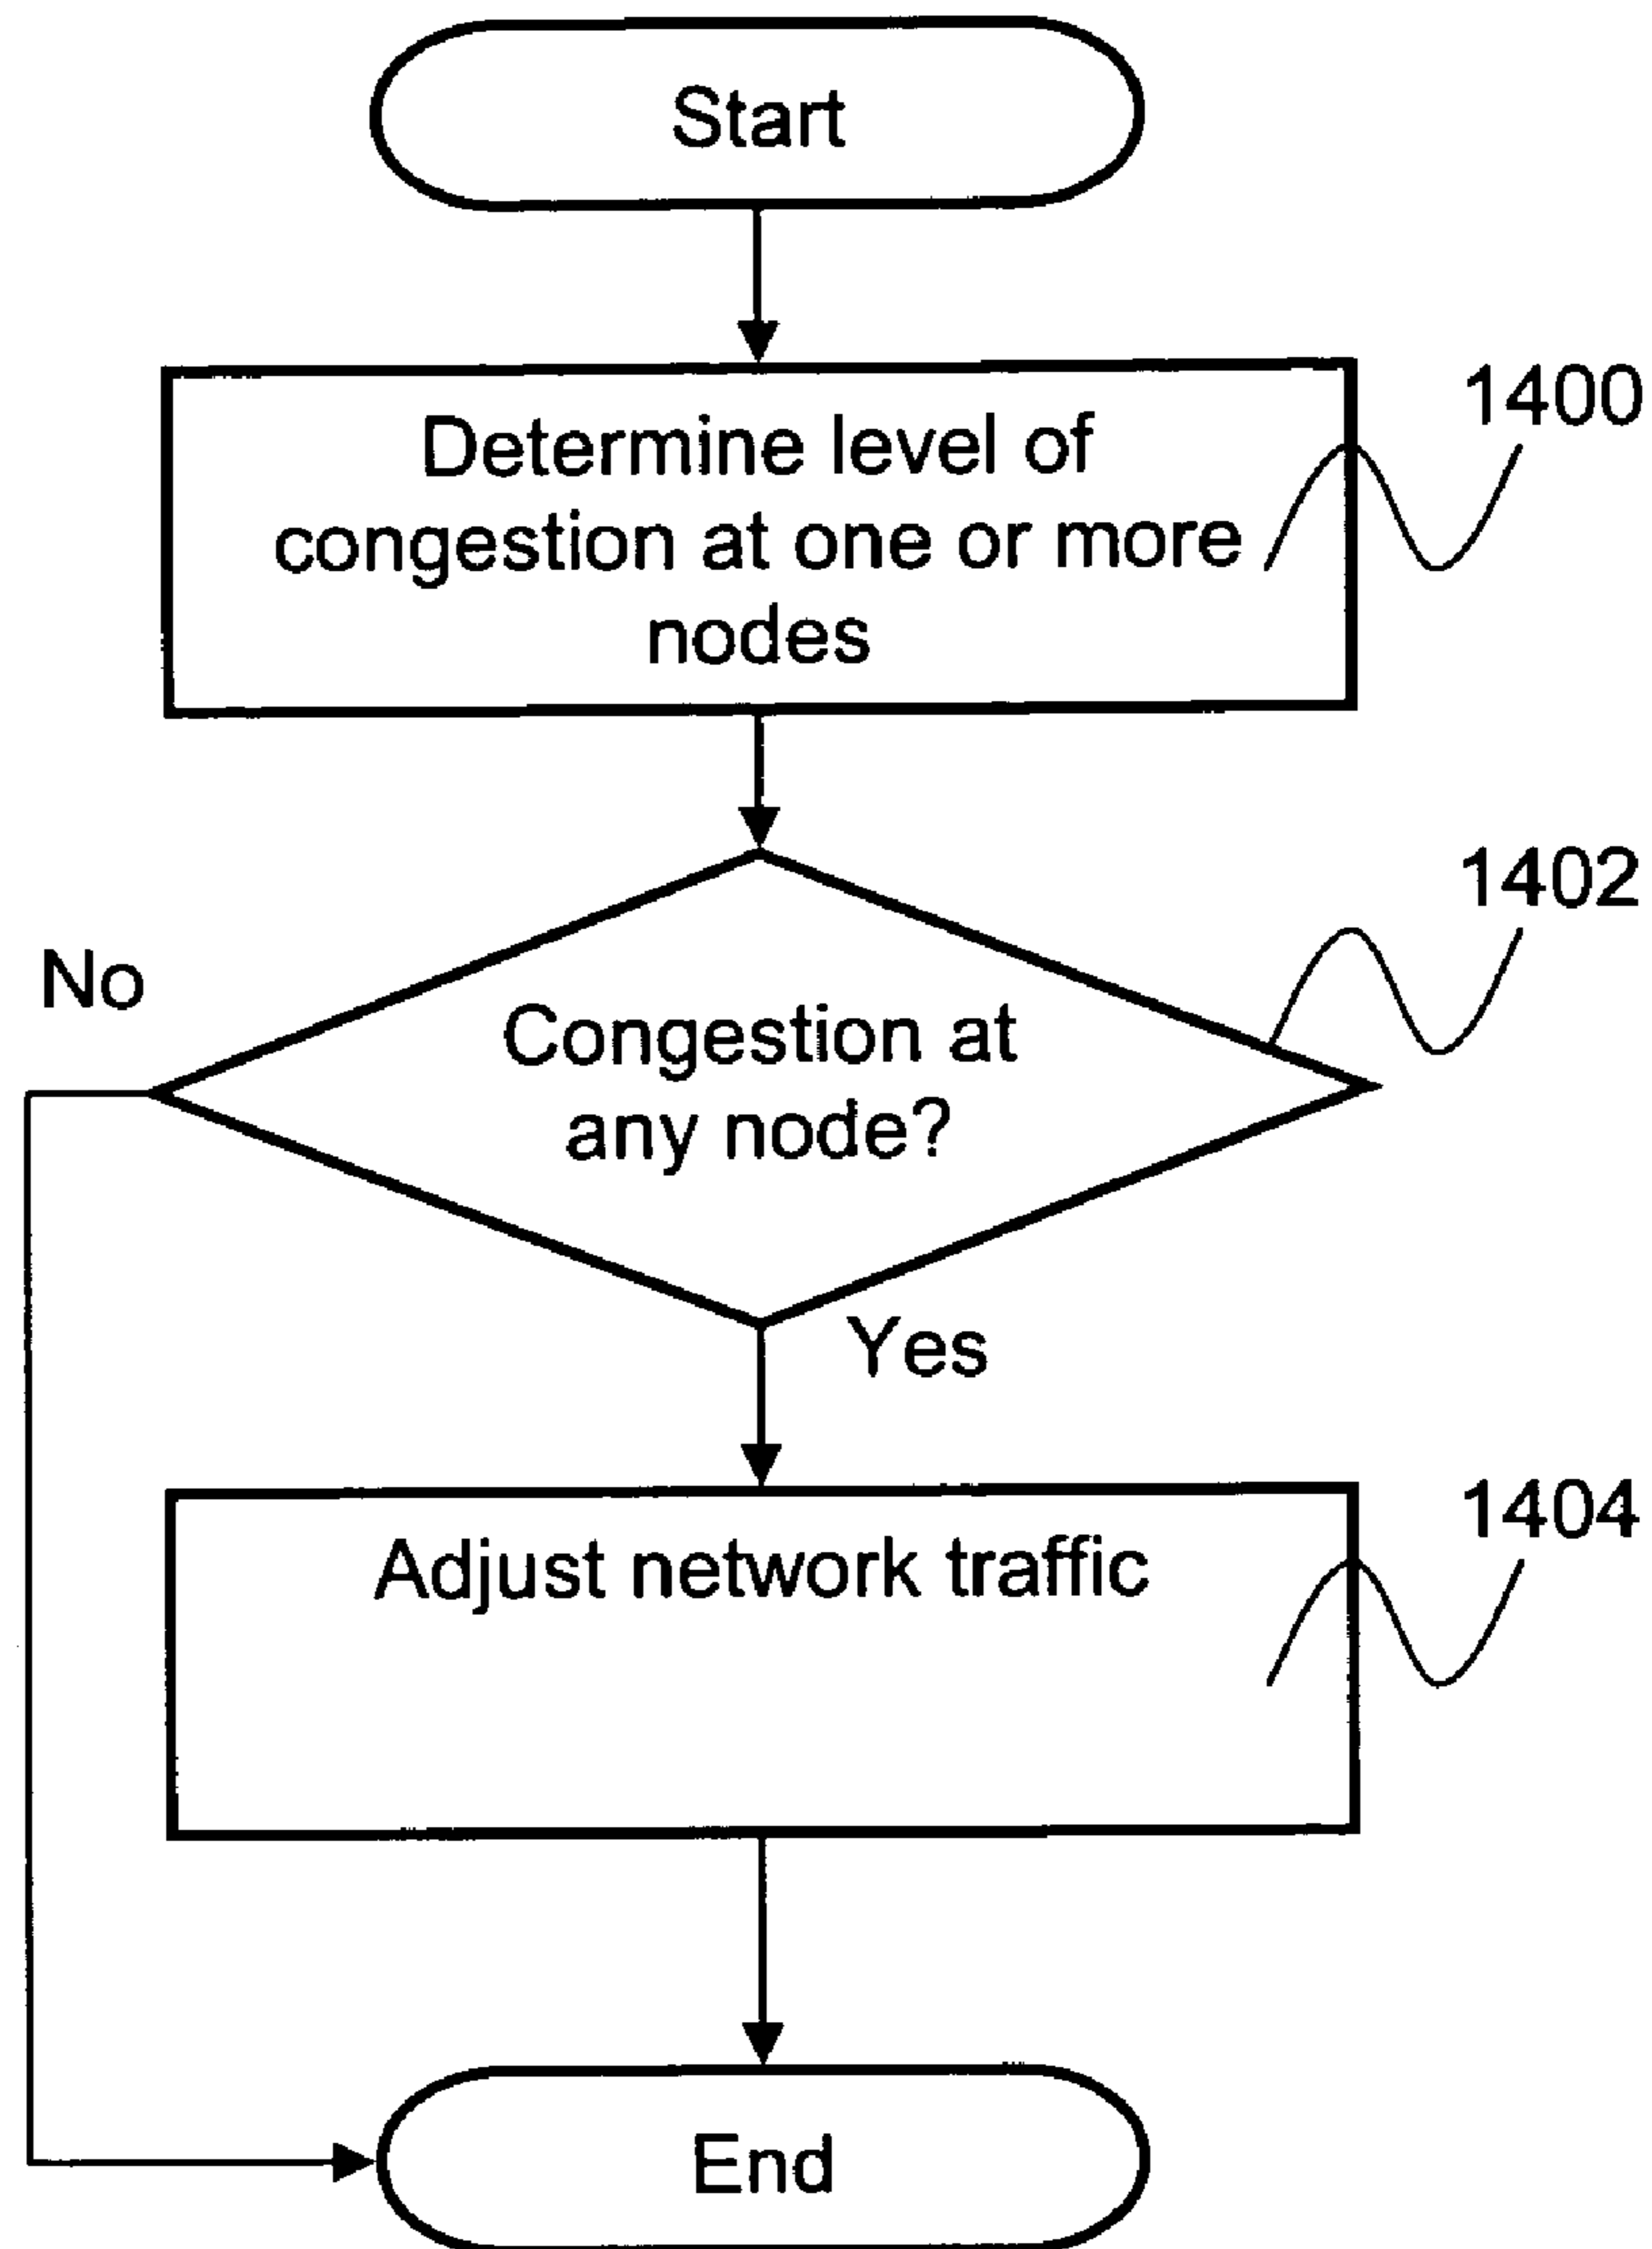 Start
1400
Determine level of
congestion at one or more
nodes
1402
No
Congestion at
any node?
Yes
1404
Adjust network traffic
End